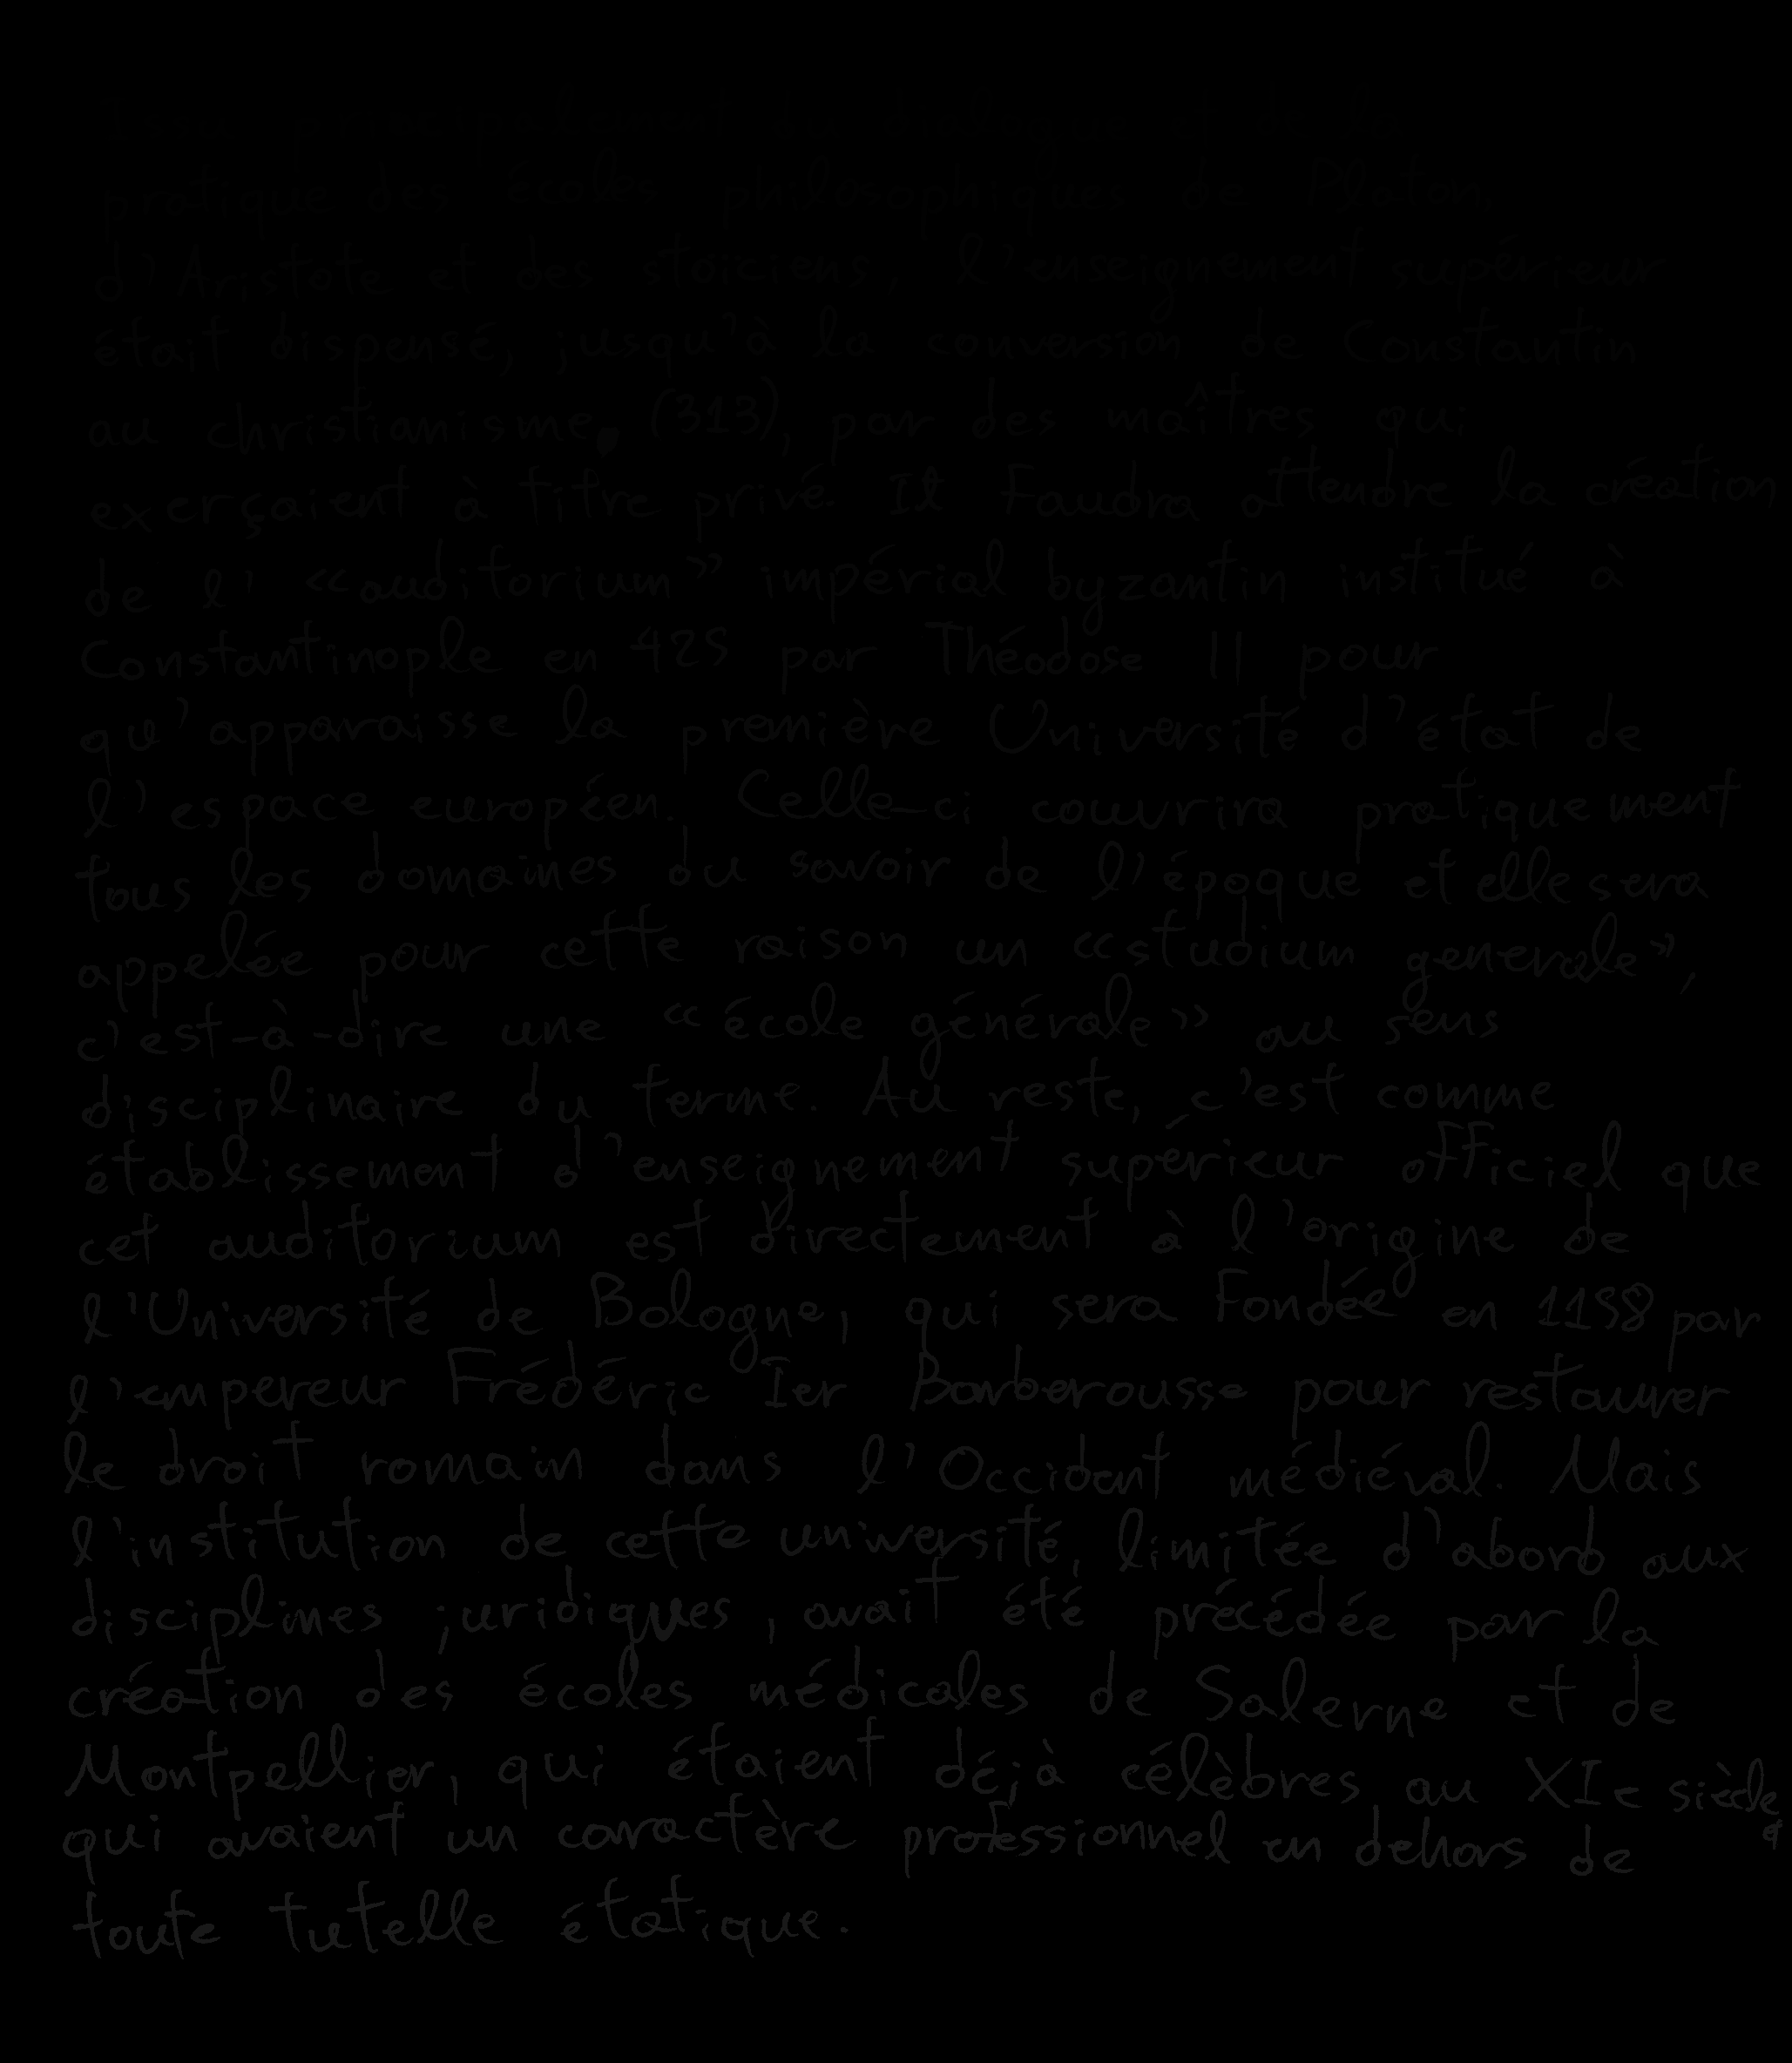 pratique des écoles philosophiques de Platon,
d'Aristote et des stoïciens, l'enseignement supérieur
était dispensé, jusqu'à la conversion de Constantin
au christianisme (313), par des maîtres qui
exerçaient à titre privé. Il Faudra attendre la création
de l' «auditorium» impérial byzantin institué à
Constantinople en 425 par Théodose II pour
qu'apparaisse la première Université d'état de
l'espace européen. Celle-ci couvrira pratiquement
tous les domaines du savoir de l'époque et elle sera
appelée pour cette raison un «studium generale»,
c'est-à-dire une «école générale» au sens
disciplinaire du terme. Au reste, c'est comme
établissement d'enseignement supérieur officiel que
cet auditorium est directement à l'origine de
l'Université de Bologne, qui sera Fondée en 1158 par
l'empereur Frédéric Ier Barberousse pour restaurer
le droit romain dans l'Occident médiéval. Mais
l'institution de cette université, limitée d'abord aux
disciplines juridiques, avait été précédée par la
création des écoles médicales de Salerne et de
Montpellier, qui étaient déjà célèbres au XIe siècle et
qui avaient un caractère professionnel en dehors de
toute tutelle étatique.